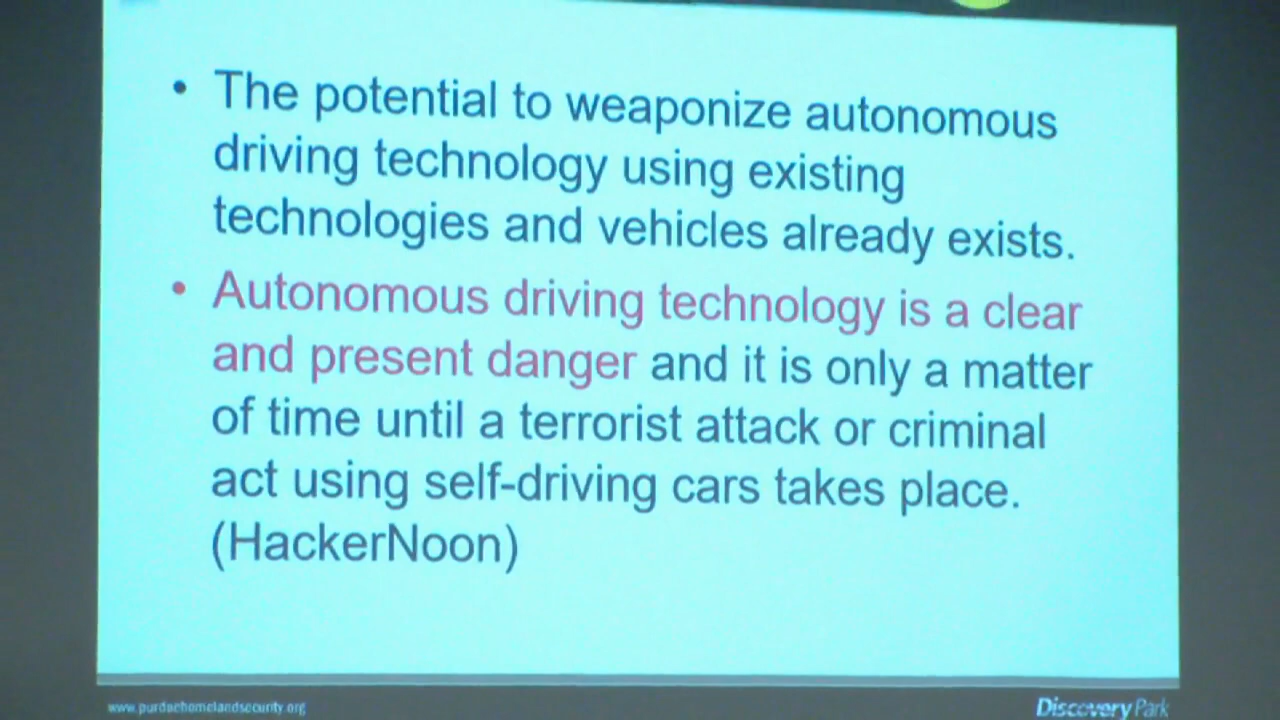 • The potential to weaponize autonomous
driving technology using existing
technologies and vehicles already exists.
• Autonomous driving technology is a clear
and present danger and it is only a matter
of time until a terrorist attack or criminal
act using self-driving cars takes place.
(HackerNoon)
www.purduehomelandsecurity.org
Discovery Park